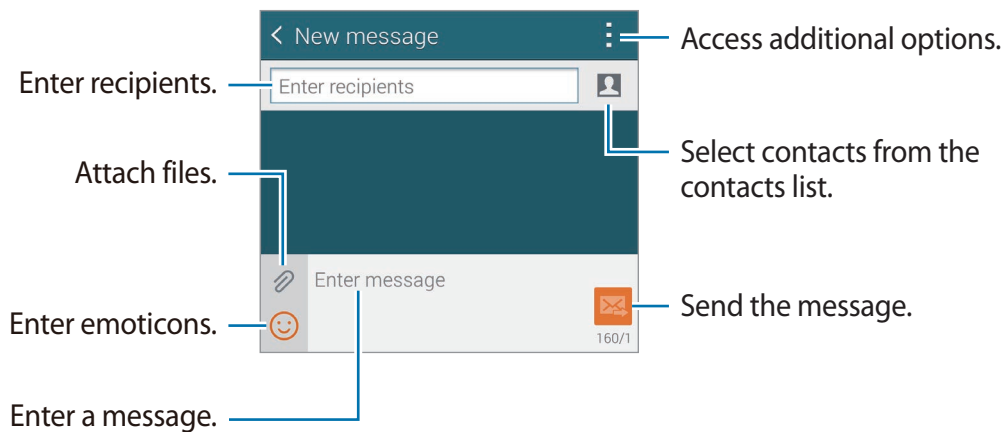 New message
Access additional options.
Enter recipients.
Enter recipients
Select contacts from the
contacts list.
Attach files.
Enter message
Send the message.
Enter emoticons.
160/1
Enter a message.